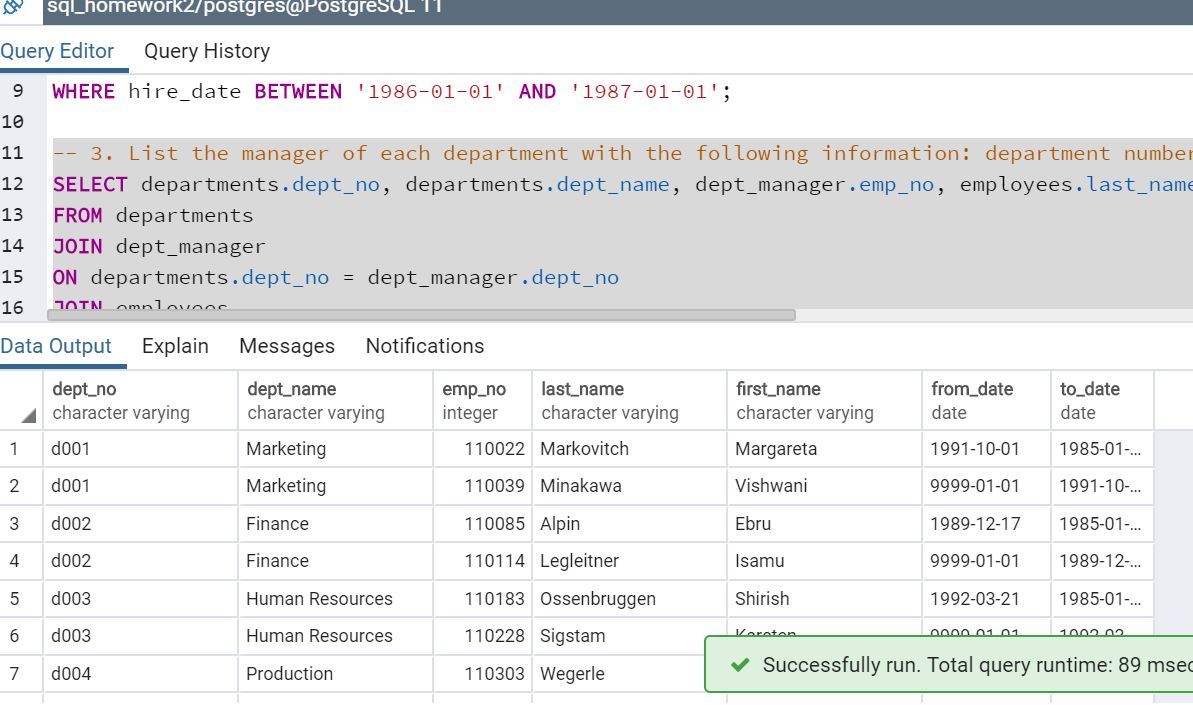 sql_homework2/postgres@PostgreSQL 11
Query Editor Query History
9 WHERE hire_date BETWEEN '1986-01-01' AND '1987-01-01';
10
11 -- 3. List the manager of each department with the following information: department number
12 SELECT departments.dept_no, departments.dept_name, dept_manager.emp_no, employees.last_name
13 FROM departments
14 JOIN dept_manager
15 ON departments.dept_no = dept_manager.dept_no
16 JOIN employees
Data Output Explain Messages Notifications
dept_no dept_name emp_no last_name first_name from_date to_date
character varying character varying integer character varying character varying date date
1 d001 Marketing 110022 Markovitch Margareta 1991-10-01 1985-01-...
2 d001 Marketing 110039 Minakawa Vishwani 9999-01-01 1991-10-...
3 d002 Finance 110085 Alpin Ebru 1989-12-17 1985-01-...
4 d002 Finance 110114 Legleitner Isamu 9999-01-01 1989-12-...
5 d003 Human Resources 110183 Ossenbruggen Shirish 1992-03-21 1985-01-...
6 d003 Human Resources 110228 Sigstam Karsten 9999-01-01 1992-03-...
7 d004 Production 110303 Wegerle
Successfully run. Total query runtime: 89 msec